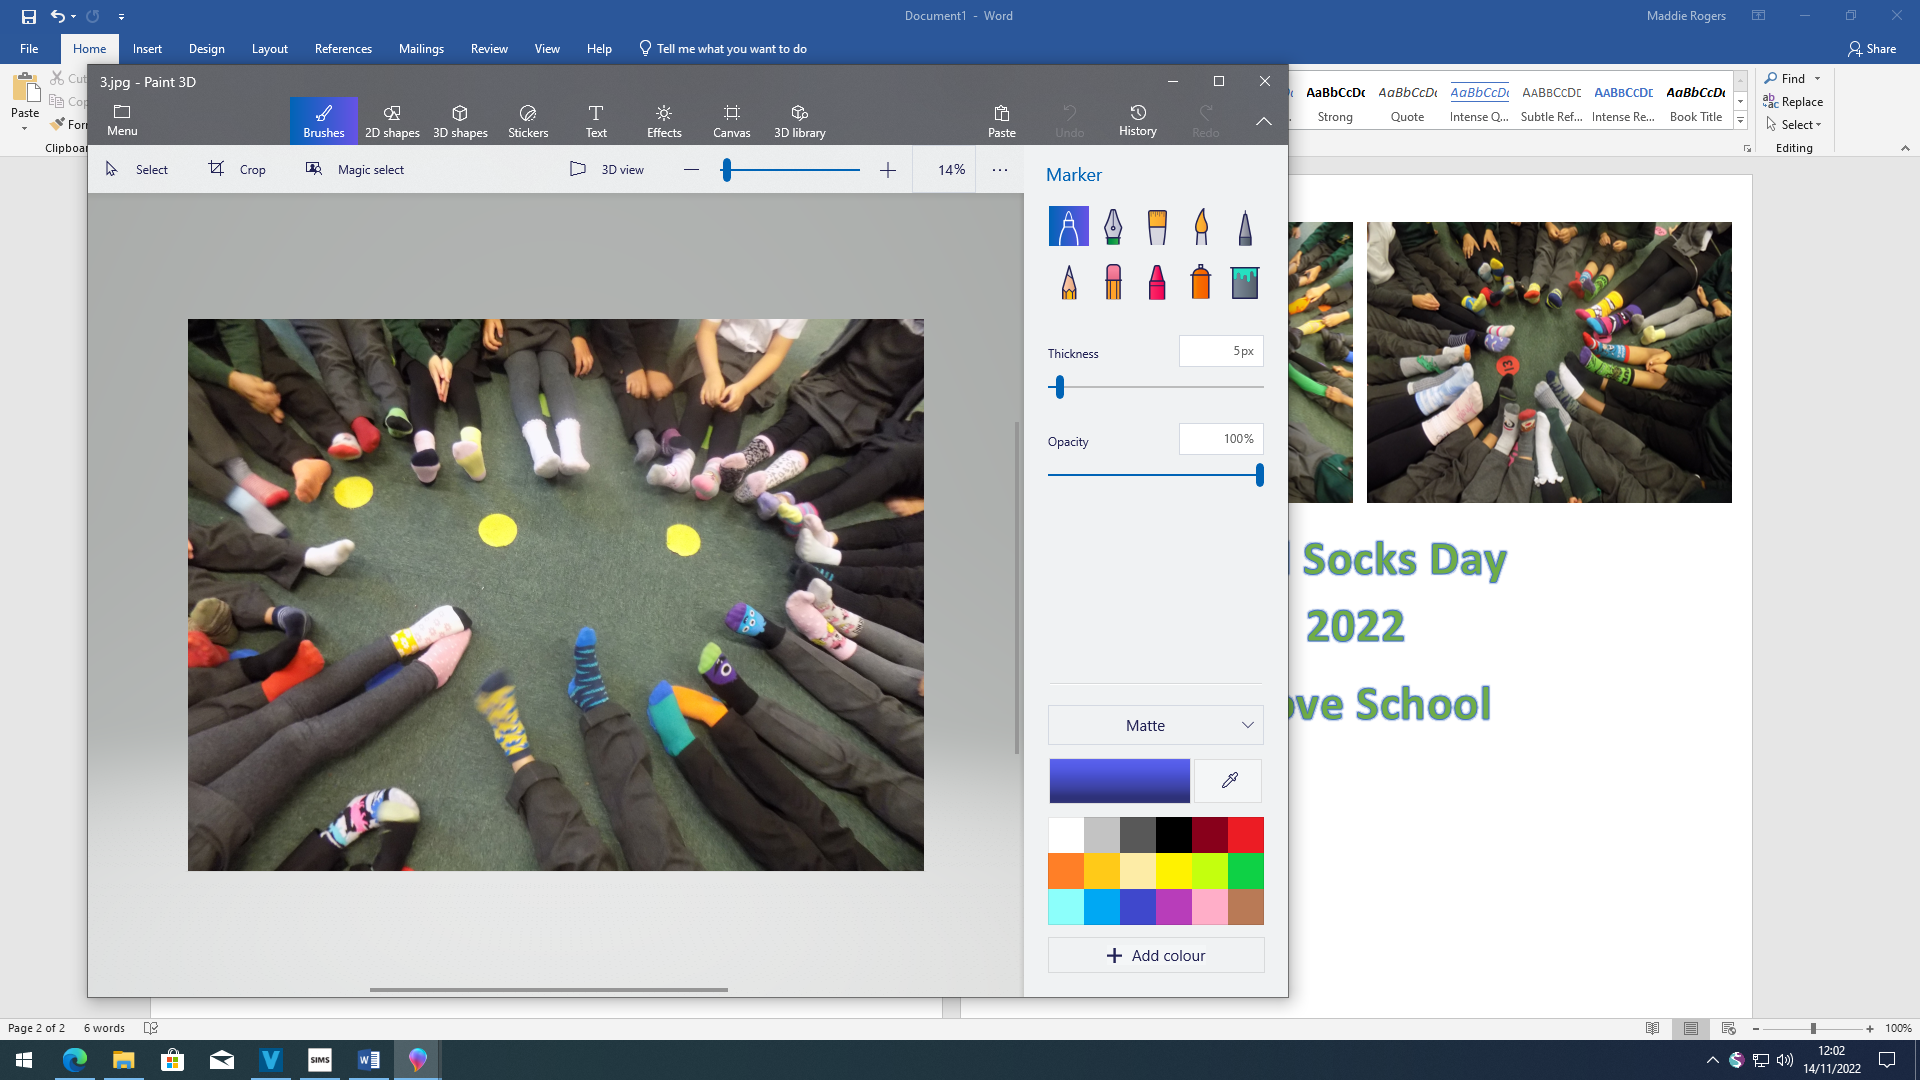 Document1 - Word
Maddie Rogers
File Home Insert Design Layout References Mailings Review View Help Tell me what you want to do Share
3.jpg - Paint 3D
Menu Brushes 2D shapes 3D shapes Stickers Text Effects Canvas 3D library Paste Undo History Redo
Select Crop Magic select 3D view 14%
Paste
Clipboar
AaBbCcDc AaBbCcDc AaBbCcDc AABBCCDE AABBCCDE AaBbCcDc
Strong Quote Intense Q... Subtle Ref... Intense Re... Book Title
Find
Replace
Select
Editing
Marker
Thickness 5px
Opacity 100%
Matte
Add colour
13
Socks Day
2022
ove School
Page 2 of 2 6 words
100%
SIMS
12:02
14/11/2022